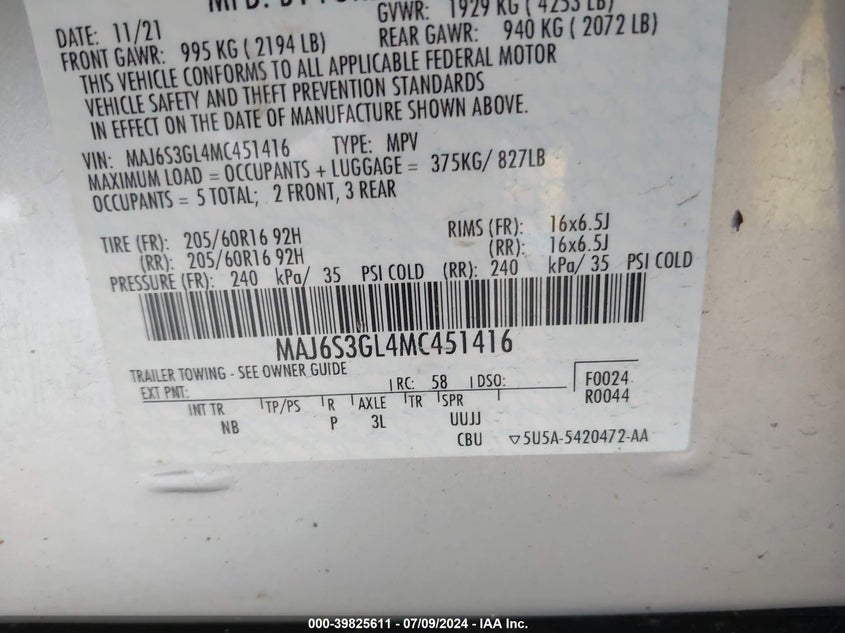 MFD. BY FOR
GVWR: 1929 KG ( 4253 LB)
DATE: 11/21
FRONT GAWR: 995 KG ( 2194 LB) REAR GAWR: 940 KG ( 2072 LB)
THIS VEHICLE CONFORMS TO ALL APPLICABLE FEDERAL MOTOR
VEHICLE SAFETY AND THEFT PREVENTION STANDARDS
IN EFFECT ON THE DATE OF MANUFACTURE SHOWN ABOVE.
VIN: MAJ6S3GL4MC451416 TYPE: MPV
MAXIMUM LOAD = OCCUPANTS + LUGGAGE = 375KG/ 827LB
OCCUPANTS = 5 TOTAL; 2 FRONT, 3 REAR
TIRE (FR): 205/60R16 92H RIMS (FR): 16x6.5J
(RR): 205/60R16 92H (RR): 16x6.5J
PRESSURE (FR): 240 kPa/ 35 PSI COLD (RR): 240 kPa/ 35 PSI COLD
MAJ6S3GL4MC451416
TRAILER TOWING - SEE OWNER GUIDE
EXT PNT: RC: 58 DSO: F0024
R0044
INT TR TP/PS R AXLE TR SPR
NB P 3L UUJJ
CBU ▽5U5A-5420472-AA
000-39825611 - 07/09/2024 - IAA Inc.